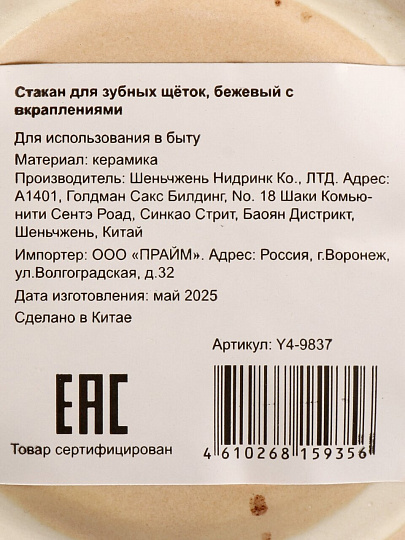 Стакан для зубных щёток, бежевый с
вкраплениями
Для использования в быту
Материал: керамика
Производитель: Шеньчжень Нидринк Ко., ЛТД. Адрес:
А1401, Голдман Сакс Билдинг, No. 18 Шаки Комью-
нити Сентэ Роад, Синкао Стрит, Баоян Дистрикт,
Шеньчжень, Китай
Импортер: ООО «ПРАЙМ». Адрес: Россия, г.Воронеж,
ул.Волгоградская, д.32
Дата изготовления: май 2025
Сделано в Китае
Артикул: Y4-9837
EAC
Товар сертифицирован
4 610268 159356